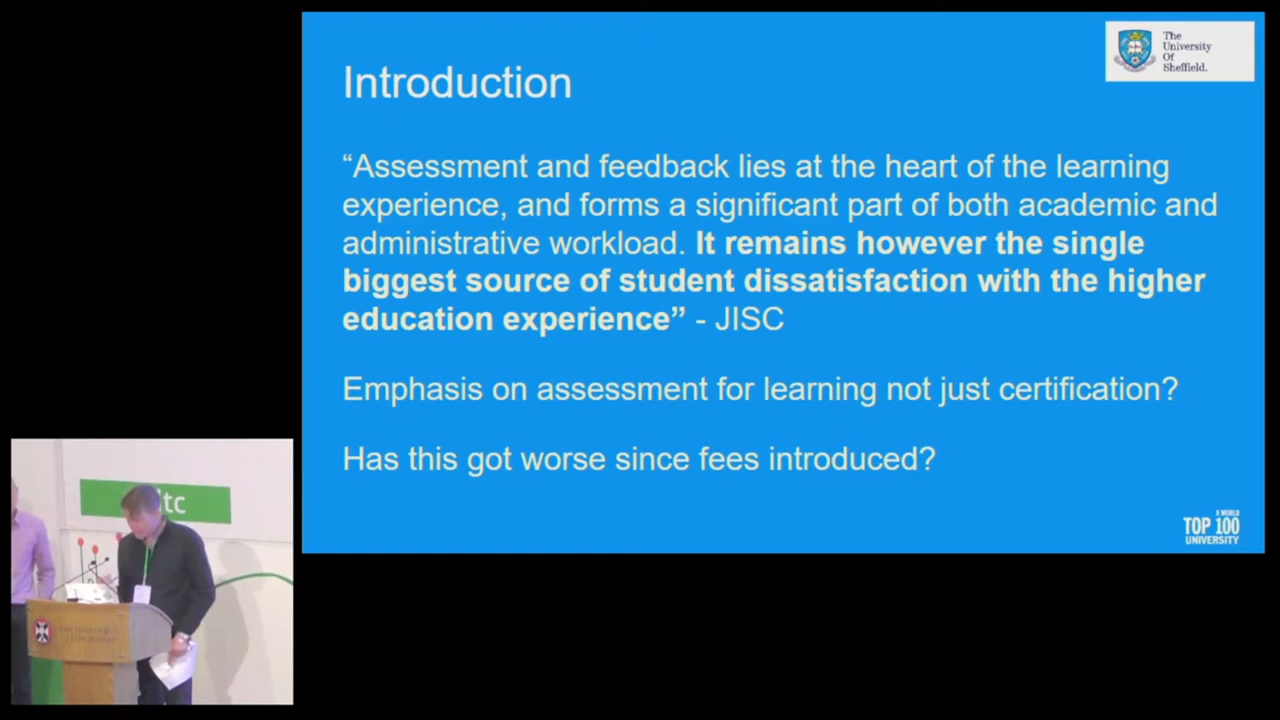 The
University
Of
Sheffield.
Introduction
“Assessment and feedback lies at the heart of the learning
experience, and forms a significant part of both academic and
administrative workload. It remains however the single
biggest source of student dissatisfaction with the higher
education experience” - JISC
Emphasis on assessment for learning not just certification?
Has this got worse since fees introduced?
A WORLD
TOP 100
UNIVERSITY
tc